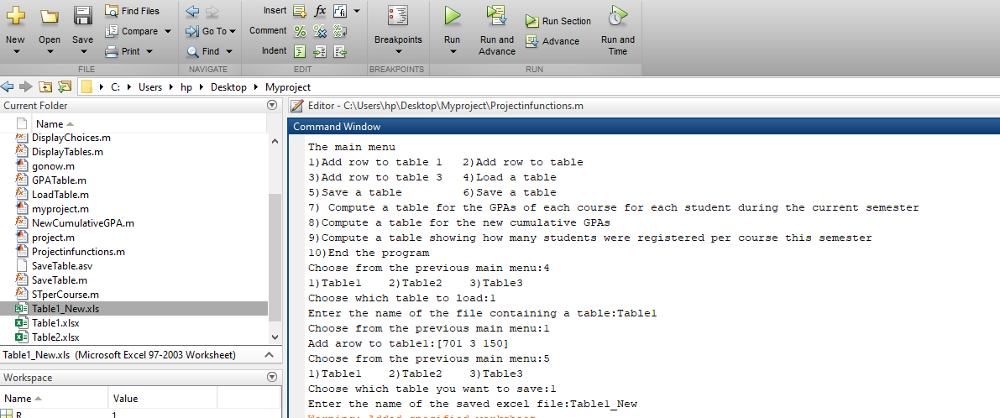 New
Open
Save
Find Files
Compare
Print
FILE
Go To
Find
NAVIGATE
Insert fx
Comment
Indent
EDIT
Breakpoints
BREAKPOINTS
Run
Run and
Advance
Run Section
Advance
Run and
Time
RUN
C: Users hp Desktop Myproject
Current Folder
Name
DisplayChoices.m
DisplayTables.m
gonow.m
GPATable.m
LoadTable.m
myproject.m
NewCumulativeGPA.m
project.m
Projectinfunctions.m
SaveTable.asv
SaveTable.m
STperCourse.m
Table1_New.xls
Table1.xlsx
Table2.xlsx
Table1_New.xls (Microsoft Excel 97-2003 Worksheet)
Workspace
Name Value
R 1
Editor - C:\Users\hp\Desktop\Myproject\Projectinfunctions.m
Command Window
The main menu
1)Add row to table 1 2)Add row to table
3)Add row to table 3 4)Load a table
5)Save a table 6)Save a table
7) Compute a table for the GPAs of each course for each student during the current semester
8)Compute a table for the new cumulative GPAs
9)Compute a table showing how many students were registered per course this semester
10)End the program
Choose from the previous main menu:4
1)Table1 2)Table2 3)Table3
Choose which table to load:1
Enter the name of the file containing a table:Table1
Choose from the previous main menu:1
Add arow to table1:[701 3 150]
Choose from the previous main menu:5
1)Table1 2)Table2 3)Table3
Choose which table you want to save:1
Enter the name of the saved excel file:Table1_New
Warning: Added specified worksheet